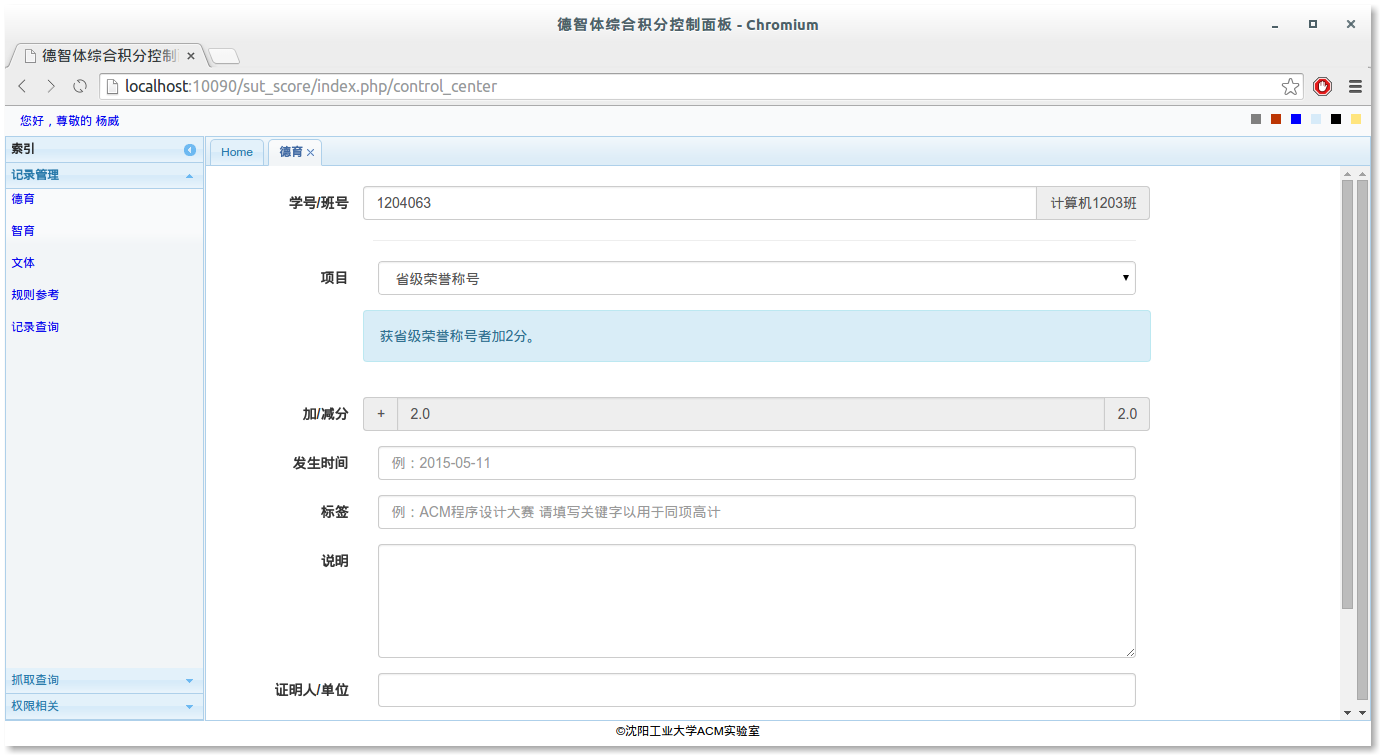 德智体综合积分控制面板 - Chromium
德智体综合积分控制
localhost:10090/sut_score/index.php/control_center
您好，尊敬的 杨威
索引
Home
德育
记录管理
德育
智育
文体
规则参考
记录查询
学号/班号
1204063
计算机1203班
项目
省级荣誉称号
获省级荣誉称号者加2分。
加/减分
+
2.0
2.0
发生时间
例：2015-05-11
标签
例：ACM程序设计大赛 请填写关键字以用于同项高计
说明
证明人/单位
抓取查询
权限相关
©沈阳工业大学ACM实验室